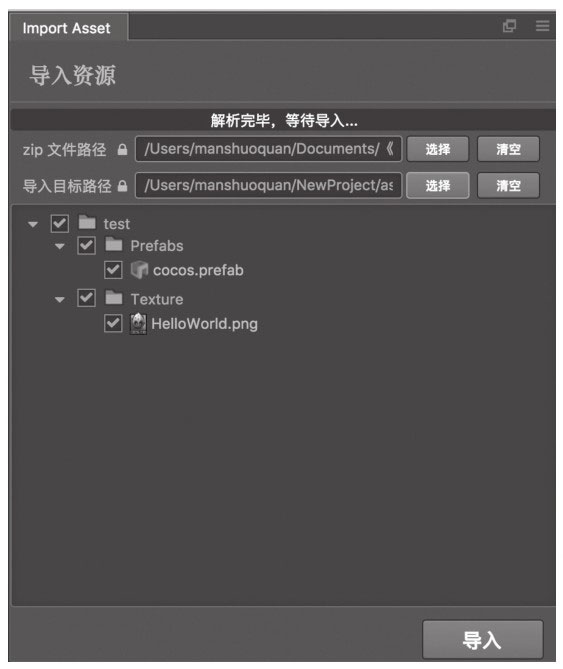 Import Asset
导入资源
解析完毕，等待导入...
zip 文件路径 /Users/manshuoquan/Documents/《 选择 清空
导入目标路径 /Users/manshuoquan/NewProject/as 选择 清空
test
Prefabs
cocos.prefab
Texture
HelloWorld.png
导入